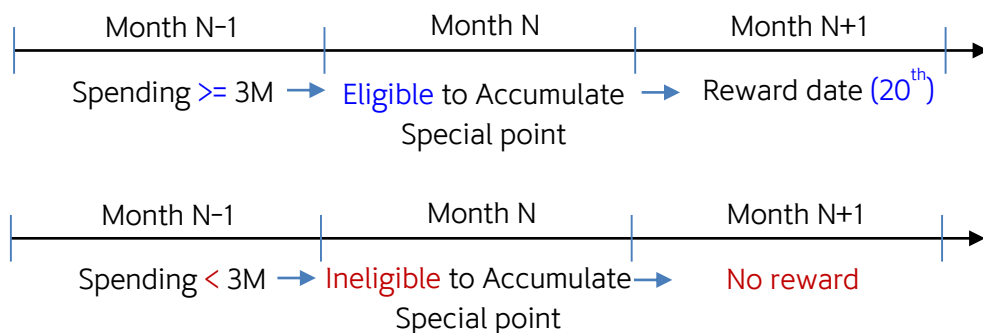 Month N-1 Month N Month N+1
Spending >= 3M Eligible to Accumulate Reward date (20th)
Special point
Month N-1 Month N Month N+1
Spending < 3M Ineligible to Accumulate No reward
Special point